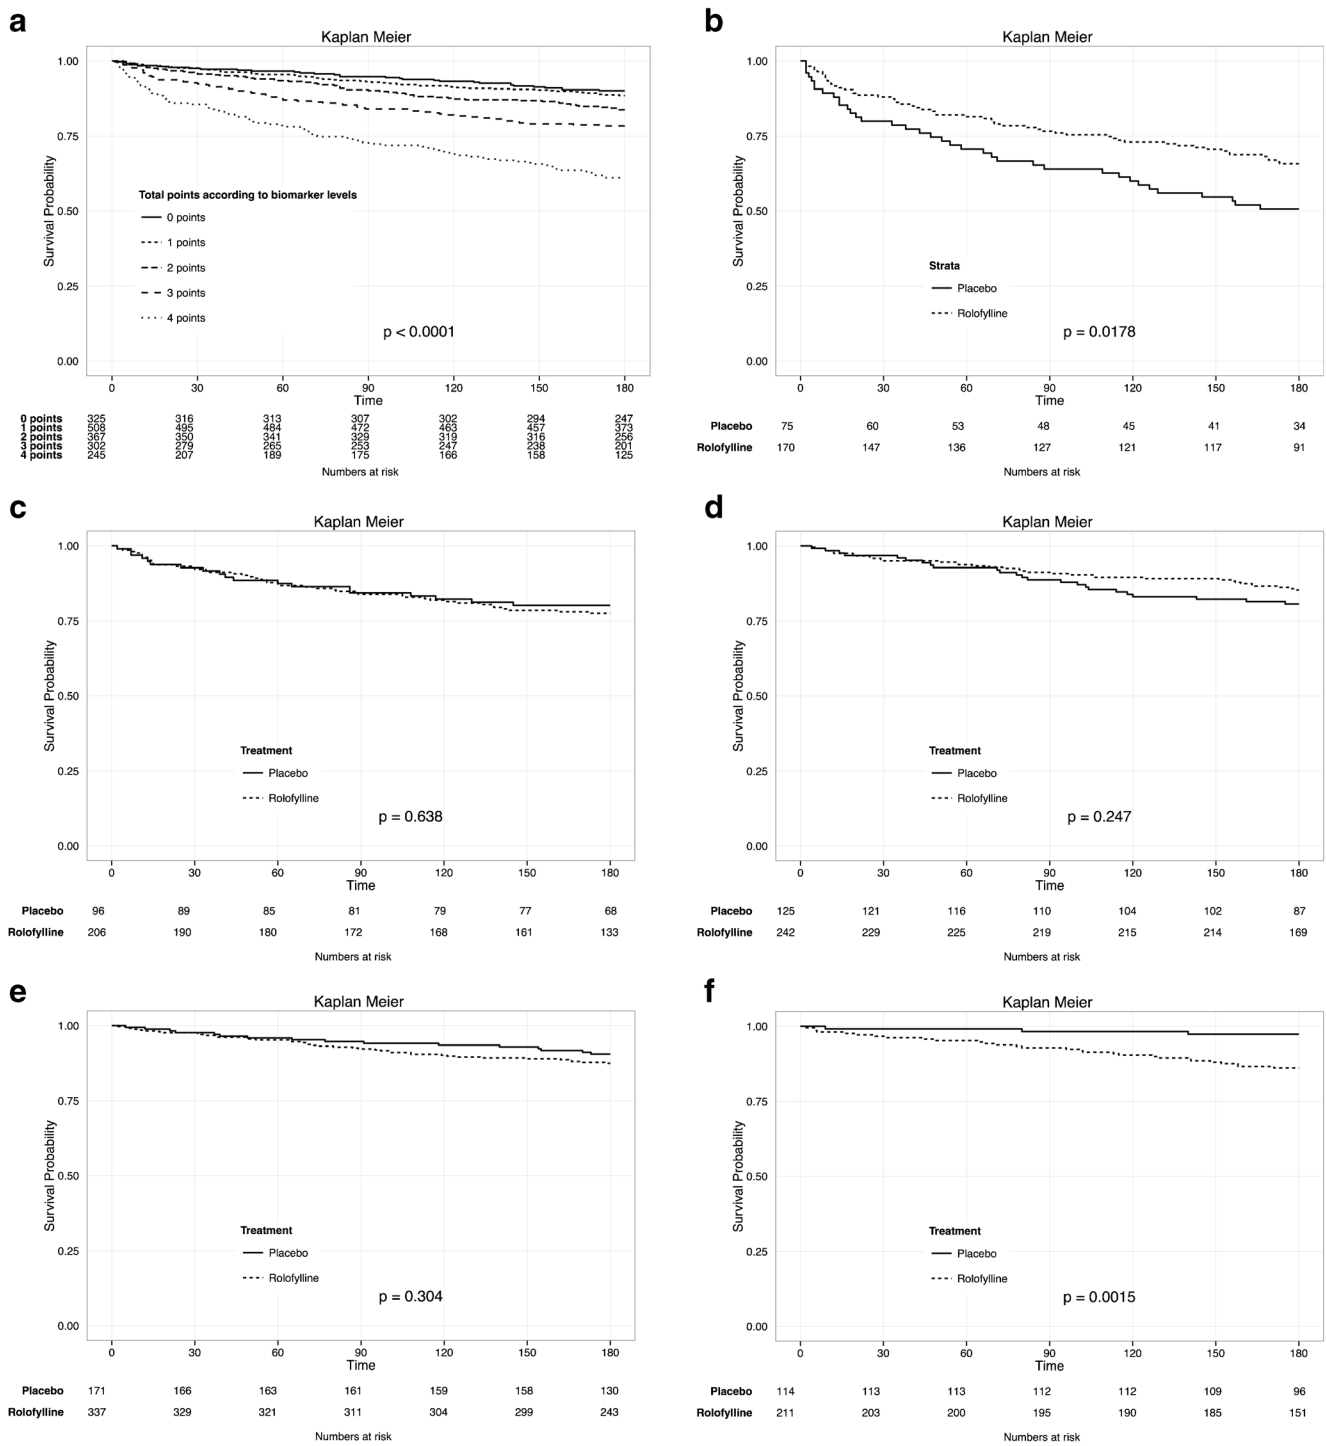 a
Kaplan Meier
1.00
0.75
0.50
0.25
0.00
Survival Probability
Total points according to biomarker levels
0 points
1 points
2 points
3 points
4 points
p < 0.0001
0 30 60 90 120 150 180
Time
0 points 325 316 313 307 302 294 247
1 points 508 495 484 472 463 457 373
2 points 367 350 341 329 319 316 256
3 points 302 279 265 253 247 238 201
4 points 245 207 189 175 166 158 125
Numbers at risk
b
Kaplan Meier
1.00
0.75
0.50
0.25
0.00
Survival Probability
Strata
Placebo
Rolofylline
p = 0.0178
0 30 60 90 120 150 180
Time
Placebo 75 60 53 48 45 41 34
Rolofylline 170 147 136 127 121 117 91
Numbers at risk
c
Kaplan Meier
1.00
0.75
0.50
0.25
0.00
Survival Probability
Treatment
Placebo
Rolofylline
p = 0.638
0 30 60 90 120 150 180
Time
Placebo 96 89 85 81 79 77 68
Rolofylline 206 190 180 172 168 161 133
Numbers at risk
d
Kaplan Meier
1.00
0.75
0.50
0.25
0.00
Survival Probability
Treatment
Placebo
Rolofylline
p = 0.247
0 30 60 90 120 150 180
Time
Placebo 125 121 116 110 104 102 87
Rolofylline 242 229 225 219 215 214 169
Numbers at risk
e
Kaplan Meier
1.00
0.75
0.50
0.25
0.00
Survival Probability
Treatment
Placebo
Rolofylline
p = 0.304
0 30 60 90 120 150 180
Time
Placebo 171 166 163 161 159 158 130
Rolofylline 337 329 321 311 304 299 243
Numbers at risk
f
Kaplan Meier
1.00
0.75
0.50
0.25
0.00
Survival Probability
Treatment
Placebo
Rolofylline
p = 0.0015
0 30 60 90 120 150 180
Time
Placebo 114 113 113 112 112 109 96
Rolofylline 211 203 200 195 190 185 151
Numbers at risk